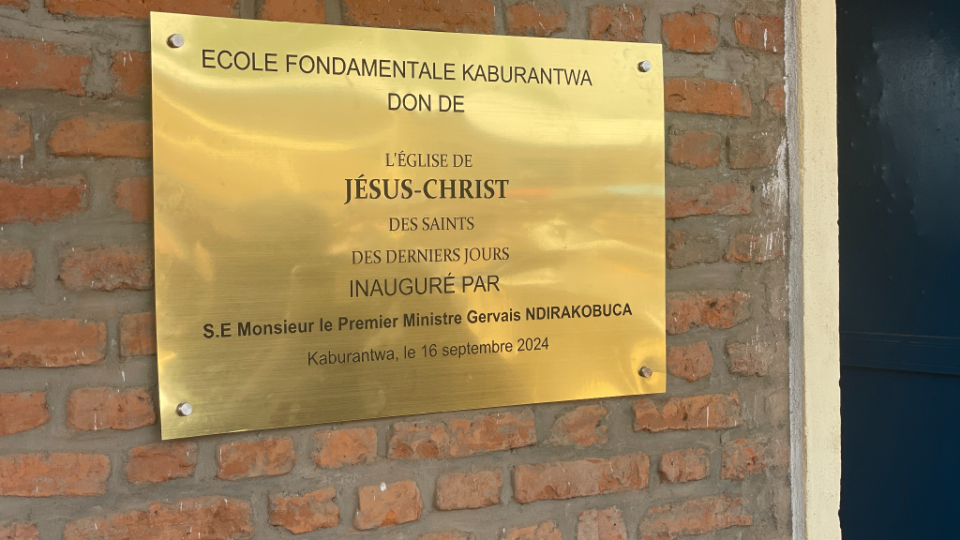 ECOLE FONDAMENTALE KABURANTWA
DON DE
L'ÉGLISE DE
JÉSUS-CHRIST
DES SAINTS
DES DERNIERS JOURS
INAUGURÉ PAR
S.E Monsieur le Premier Ministre Gervais NDIRAKOBUCA
Kaburantwa, le 16 septembre 2024